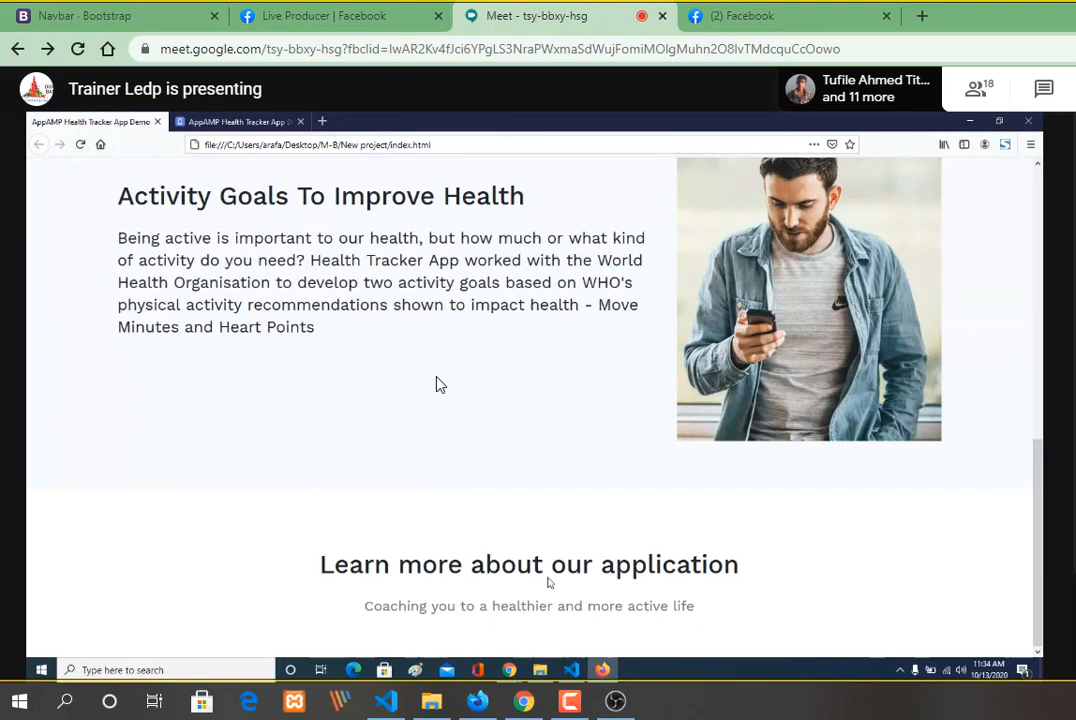 Navbar · Bootstrap
Live Producer | Facebook
Meet - tsy-bbxy-hsg
(2) Facebook
meet.google.com/tsy-bbxy-hsg?fbclid=IwAR2Kv4fJci6YPgLS3NraPWxmaSdWujFomiMOlgMuhn2O8IvTMdcquCcOowo
Trainer Ledp is presenting
Tufile Ahmed Tit...
and 11 more
18
AppAMP Health Tracker App Demo
AppAMP Health Tracker App D
file:///C:/Users/arafa/Desktop/M-B/New project/index.html
Activity Goals To Improve Health
Being active is important to our health, but how much or what kind
of activity do you need? Health Tracker App worked with the World
Health Organisation to develop two activity goals based on WHO's
physical activity recommendations shown to impact health - Move
Minutes and Heart Points
Learn more about our application
Coaching you to a healthier and more active life
Type here to search
11:34 AM
10/13/2020